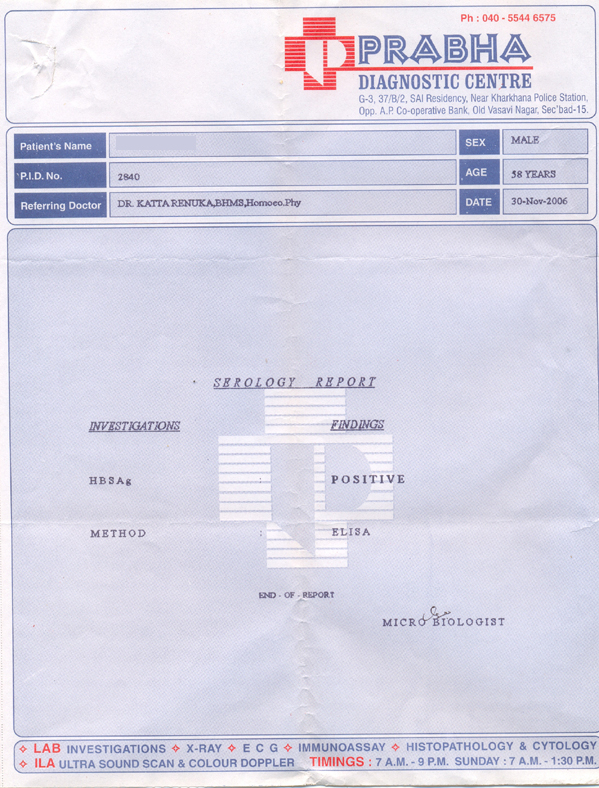 Ph : 040 - 5544 6575
PRABHA
DIAGNOSTIC CENTRE
G-3, 37/B/2, SAI Residency, Near Kharkhana Police Station,
Opp. A.P. Co-operative Bank, Old Vasavi Nagar, Sec'bad-15.
Patient's Name SEX MALE
P.I.D. No. 2840 AGE 58 YEARS
Referring Doctor DR. KATTA RENUKA,BHMS,Homoeo.Phy DATE 30-Nov-2006
SEROLOGY REPORT
INVESTIGATIONS FINDINGS
HBSAg : POSITIVE
METHOD : ELISA
END - OF - REPORT
MICRO BIOLOGIST
LAB INVESTIGATIONS X-RAY E C G IMMUNOASSAY HISTOPATHOLOGY & CYTOLOGY
ILA ULTRA SOUND SCAN & COLOUR DOPPLER TIMINGS : 7 A.M. - 9 P.M. SUNDAY : 7 A.M. - 1:30 P.M.